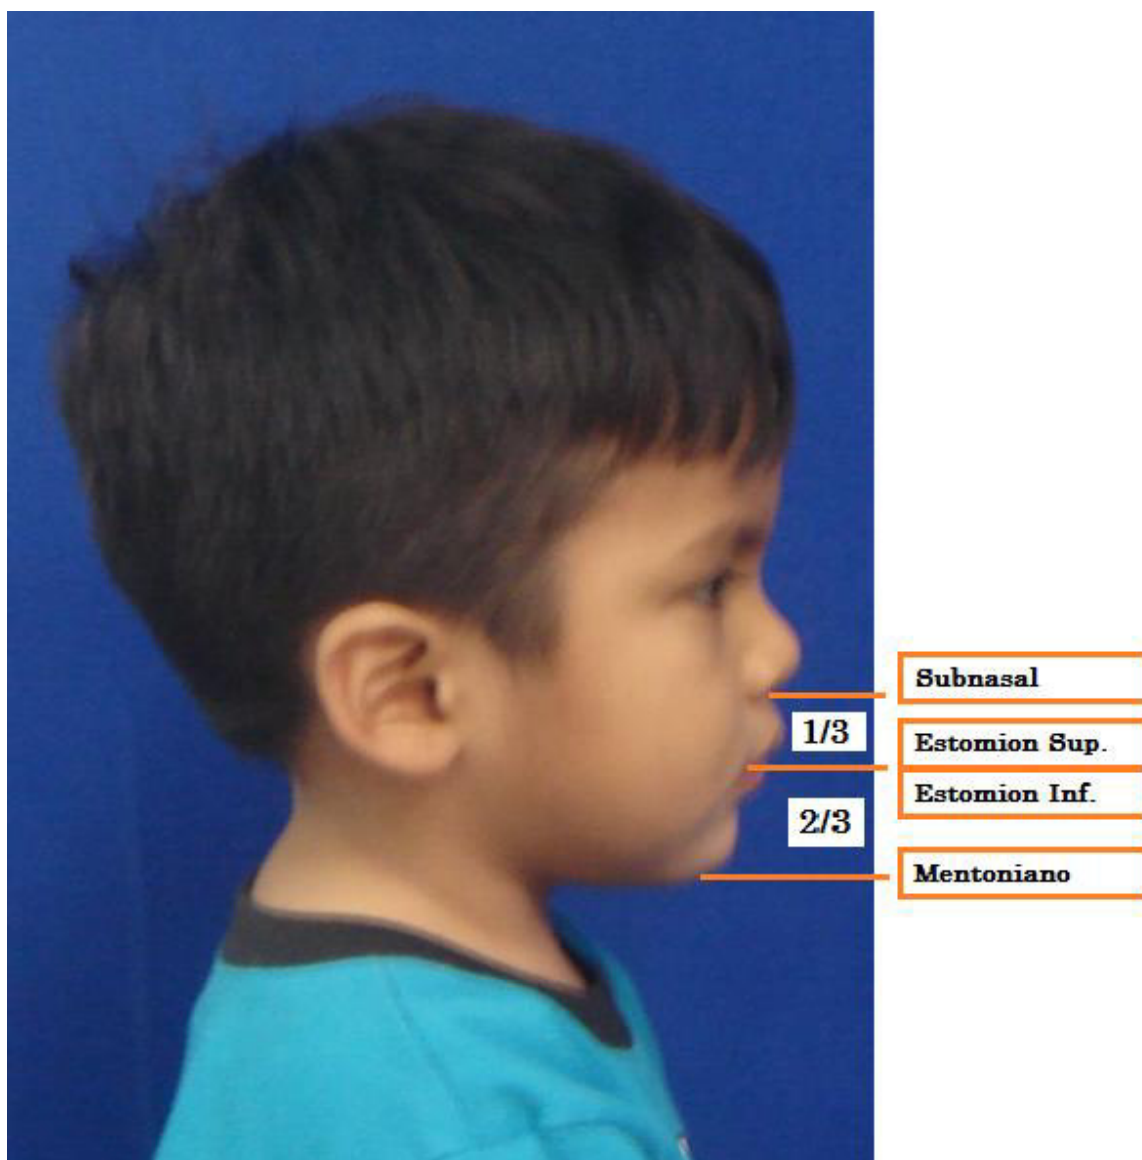 Subnasal
1/3
Estomion Sup.
Estomion Inf.
2/3
Mentoniano